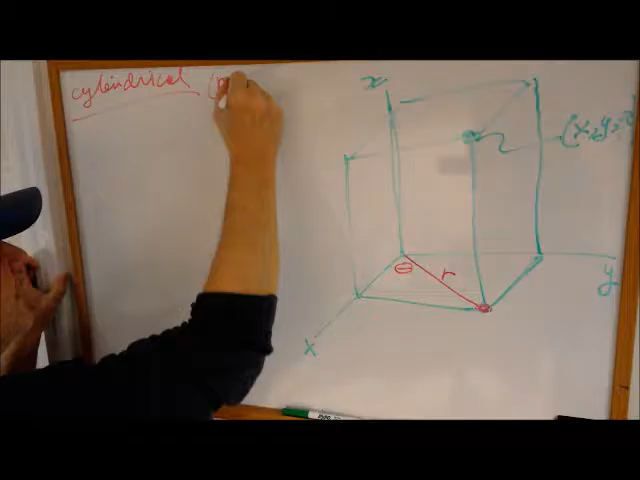 cylindrical (r
x
(x,y,z)
θ
r
y
x